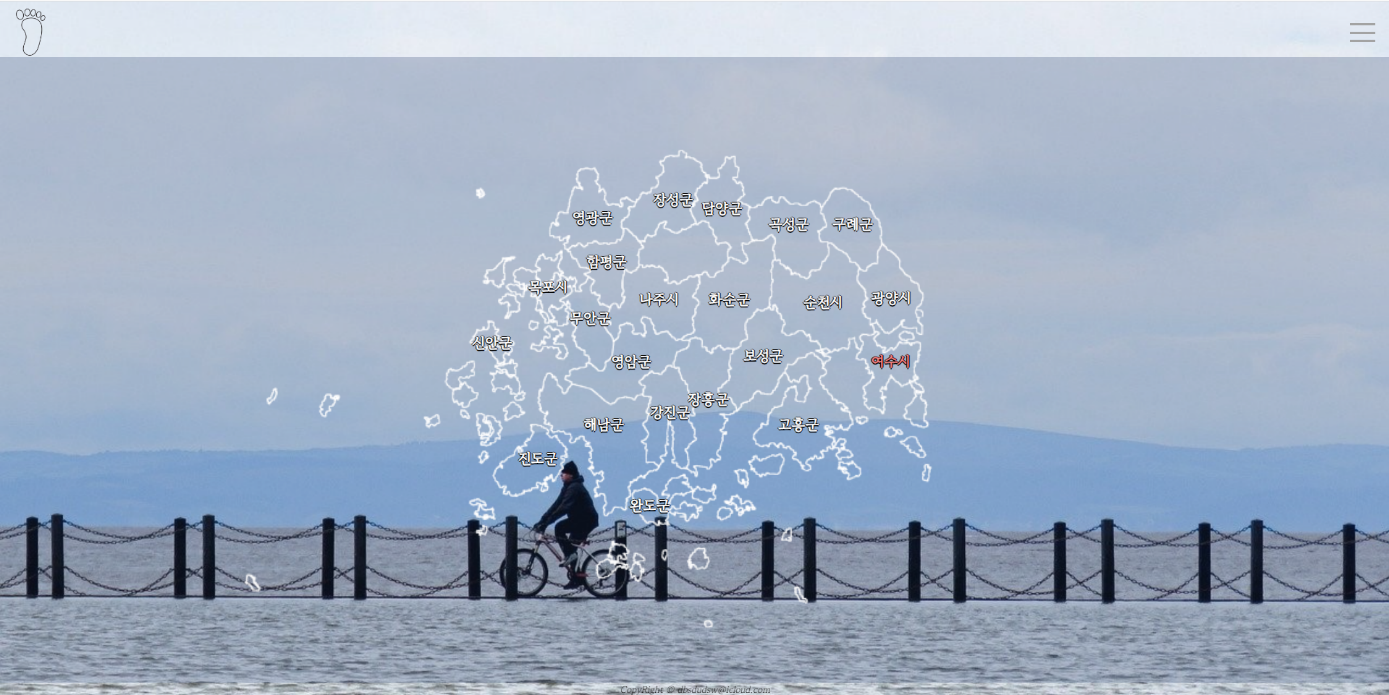 장성군
담양군
영광군
곡성군
구례군
함평군
목포시
나주시
화순군
순천시
광양시
무안군
신안군
영암군
보성군
여수시
장흥군
강진군
해남군
고흥군
진도군
완도군
CopyRight ©